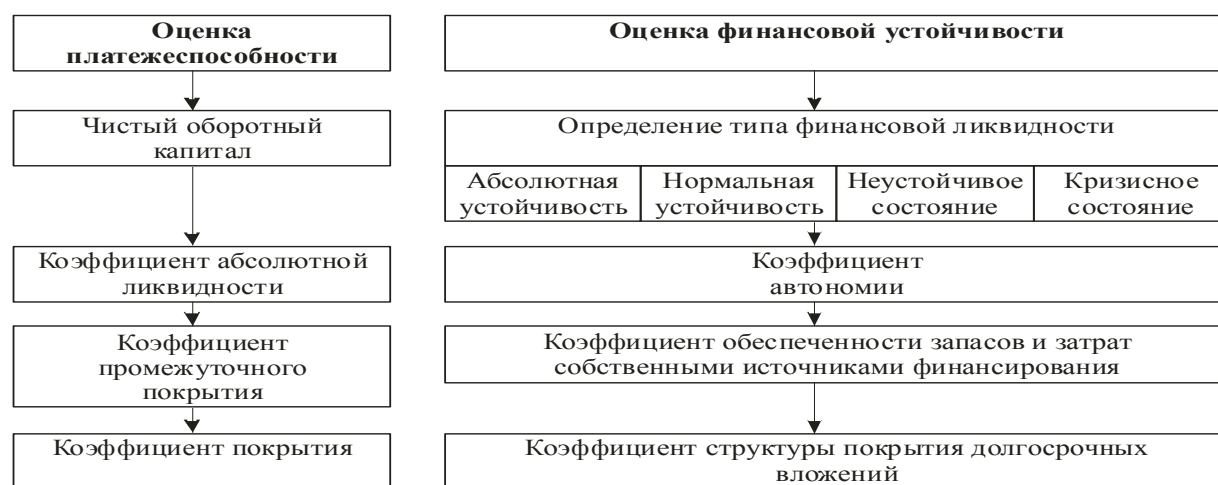 Оценка
платежеспособности
Чистый оборотный
капитал
Коэффициент абсолютной
ликвидности
Коэффициент
промежуточного
покрытия
Коэффициент покрытия
Оценка финансовой устойчивости
Определение типа финансовой ликвидности
Абсолютная
устойчивость
Нормальная
устойчивость
Неустойчивое
состояние
Кризисное
состояние
Коэффициент
автономии
Коэффициент обеспеченности запасов и затрат
собственными источниками финансирования
Коэффициент структуры покрытия долгосрочных
вложений